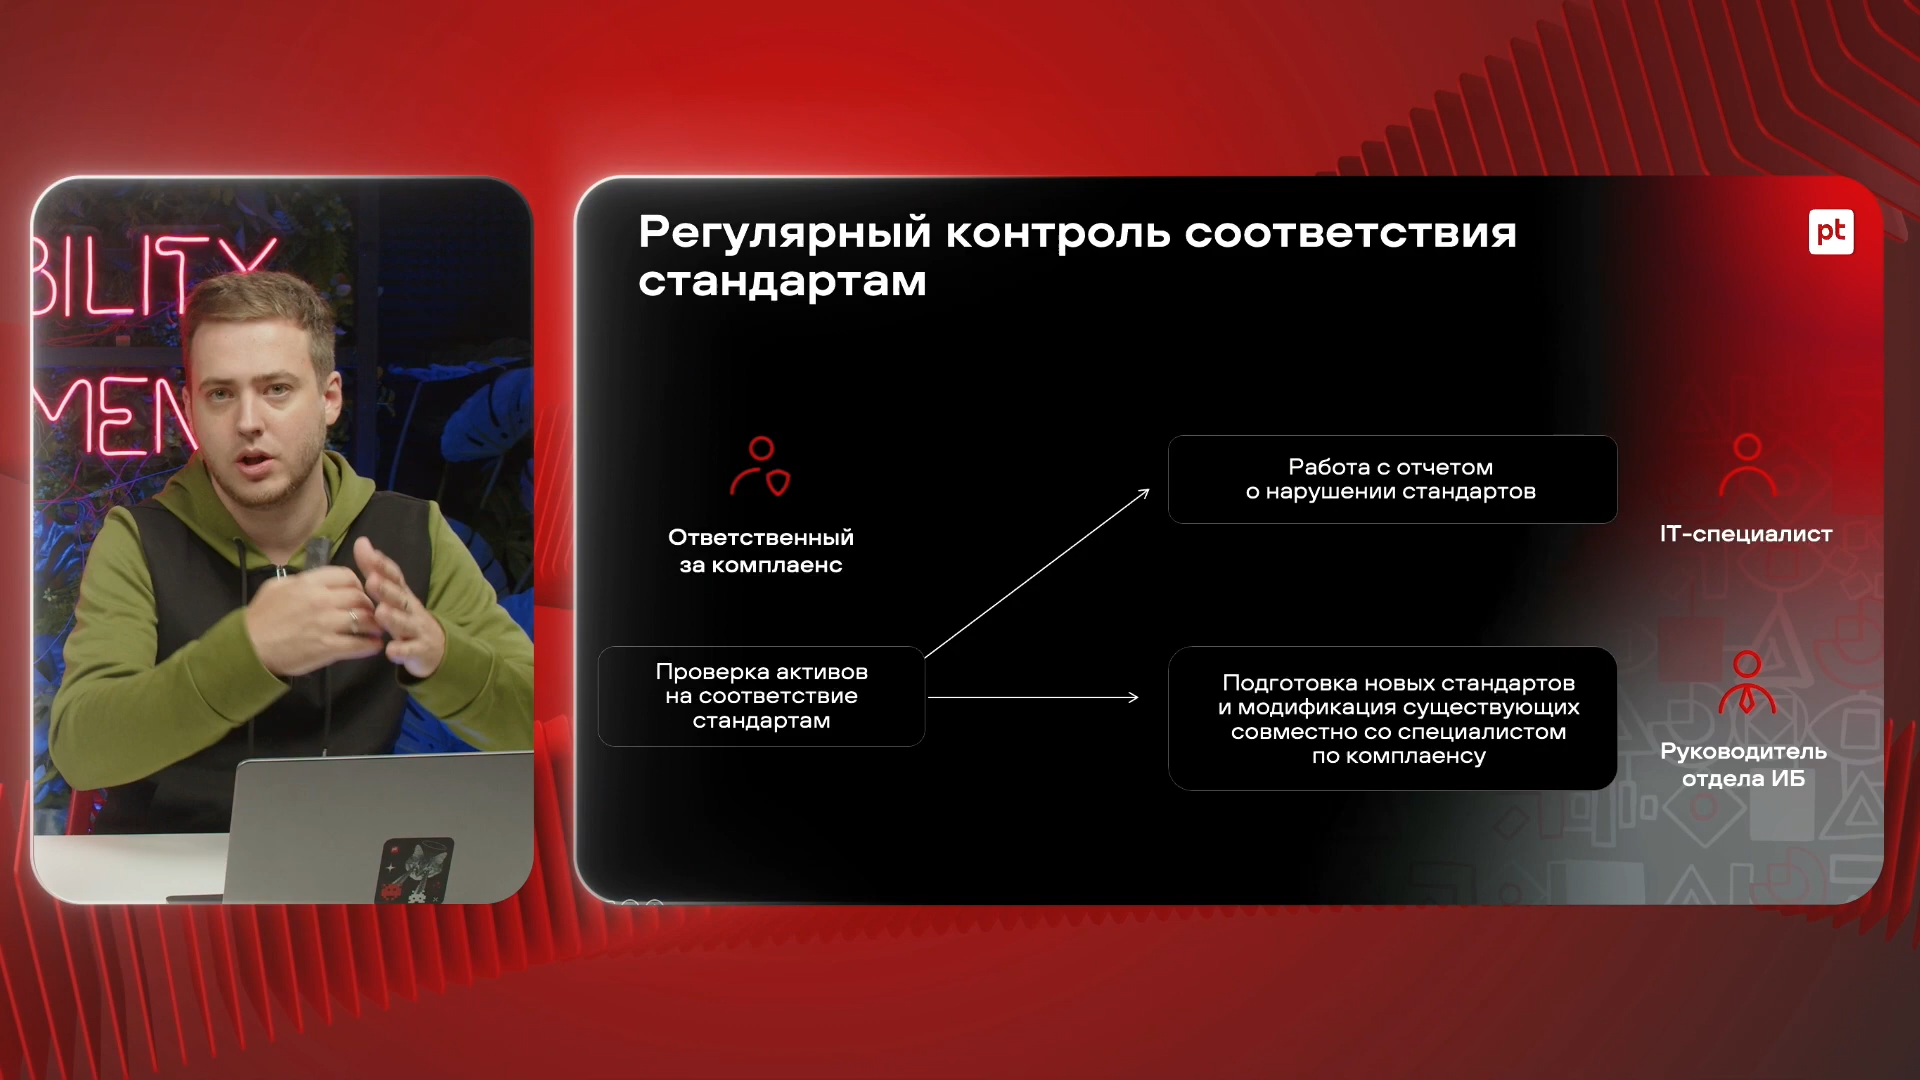 BILITY
MEN
Регулярный контроль соответствия
стандартам
pt
Ответственный
за комплаенс
Проверка активов
на соответствие
стандартам
Работа с отчетом
о нарушении стандартов
IT-специалист
Подготовка новых стандартов
и модификация существующих
совместно со специалистом
по комплаенсу
Руководитель
отдела ИБ